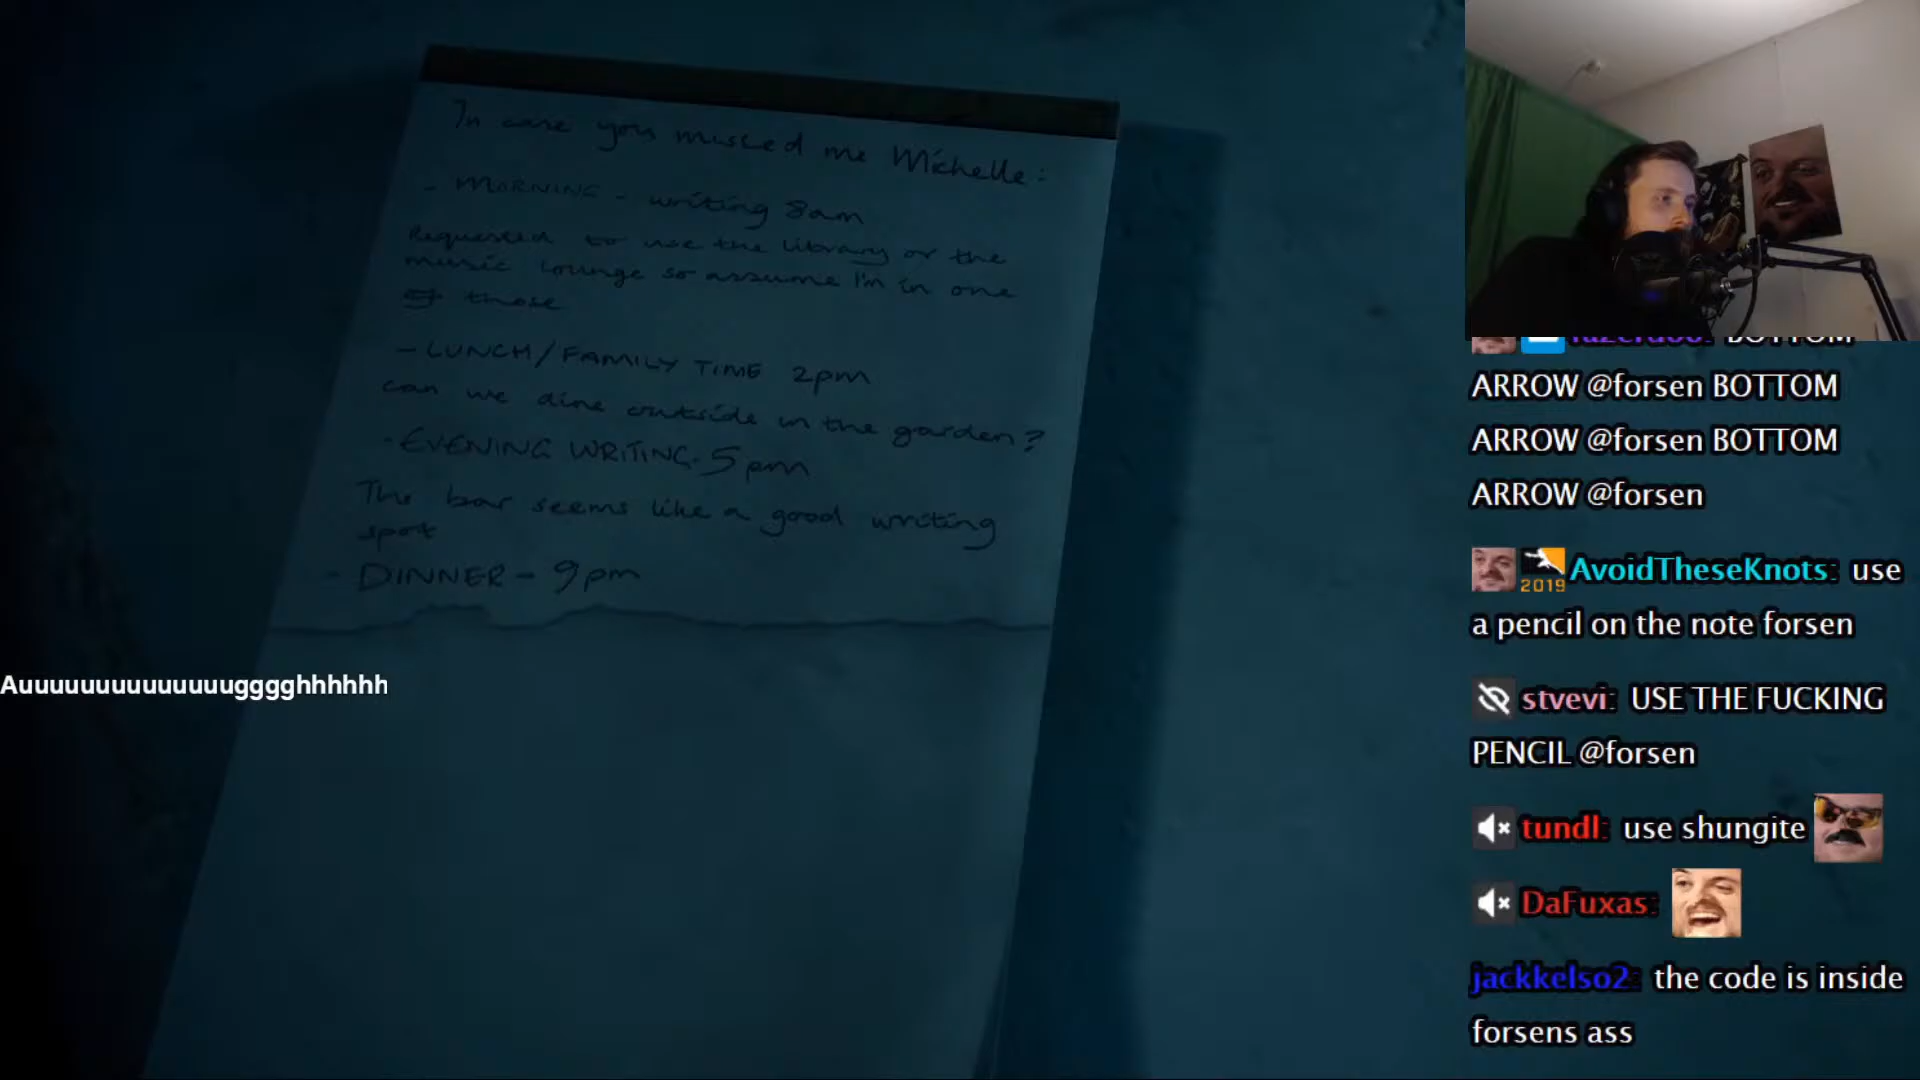 In case you missed me Michelle:
- MORNING - writing 8am
Requested to use the library or the
music lounge so assume I'm in one
of those
- LUNCH/FAMILY TIME 2pm
can we dine outside in the garden?
- EVENING WRITING. 5pm
The bar seems like a good writing
spot
- DINNER - 9pm
Auuuuuuuuuuuuuuggggghhhhhh
BOTTOM
ARROW @forsen BOTTOM
ARROW @forsen BOTTOM
ARROW @forsen
2019 AvoidTheseKnots: use
a pencil on the note forsen
stvevi: USE THE FUCKING
PENCIL @forsen
tundl: use shungite
DaFuxas:
jackkelso2: the code is inside
forsens ass